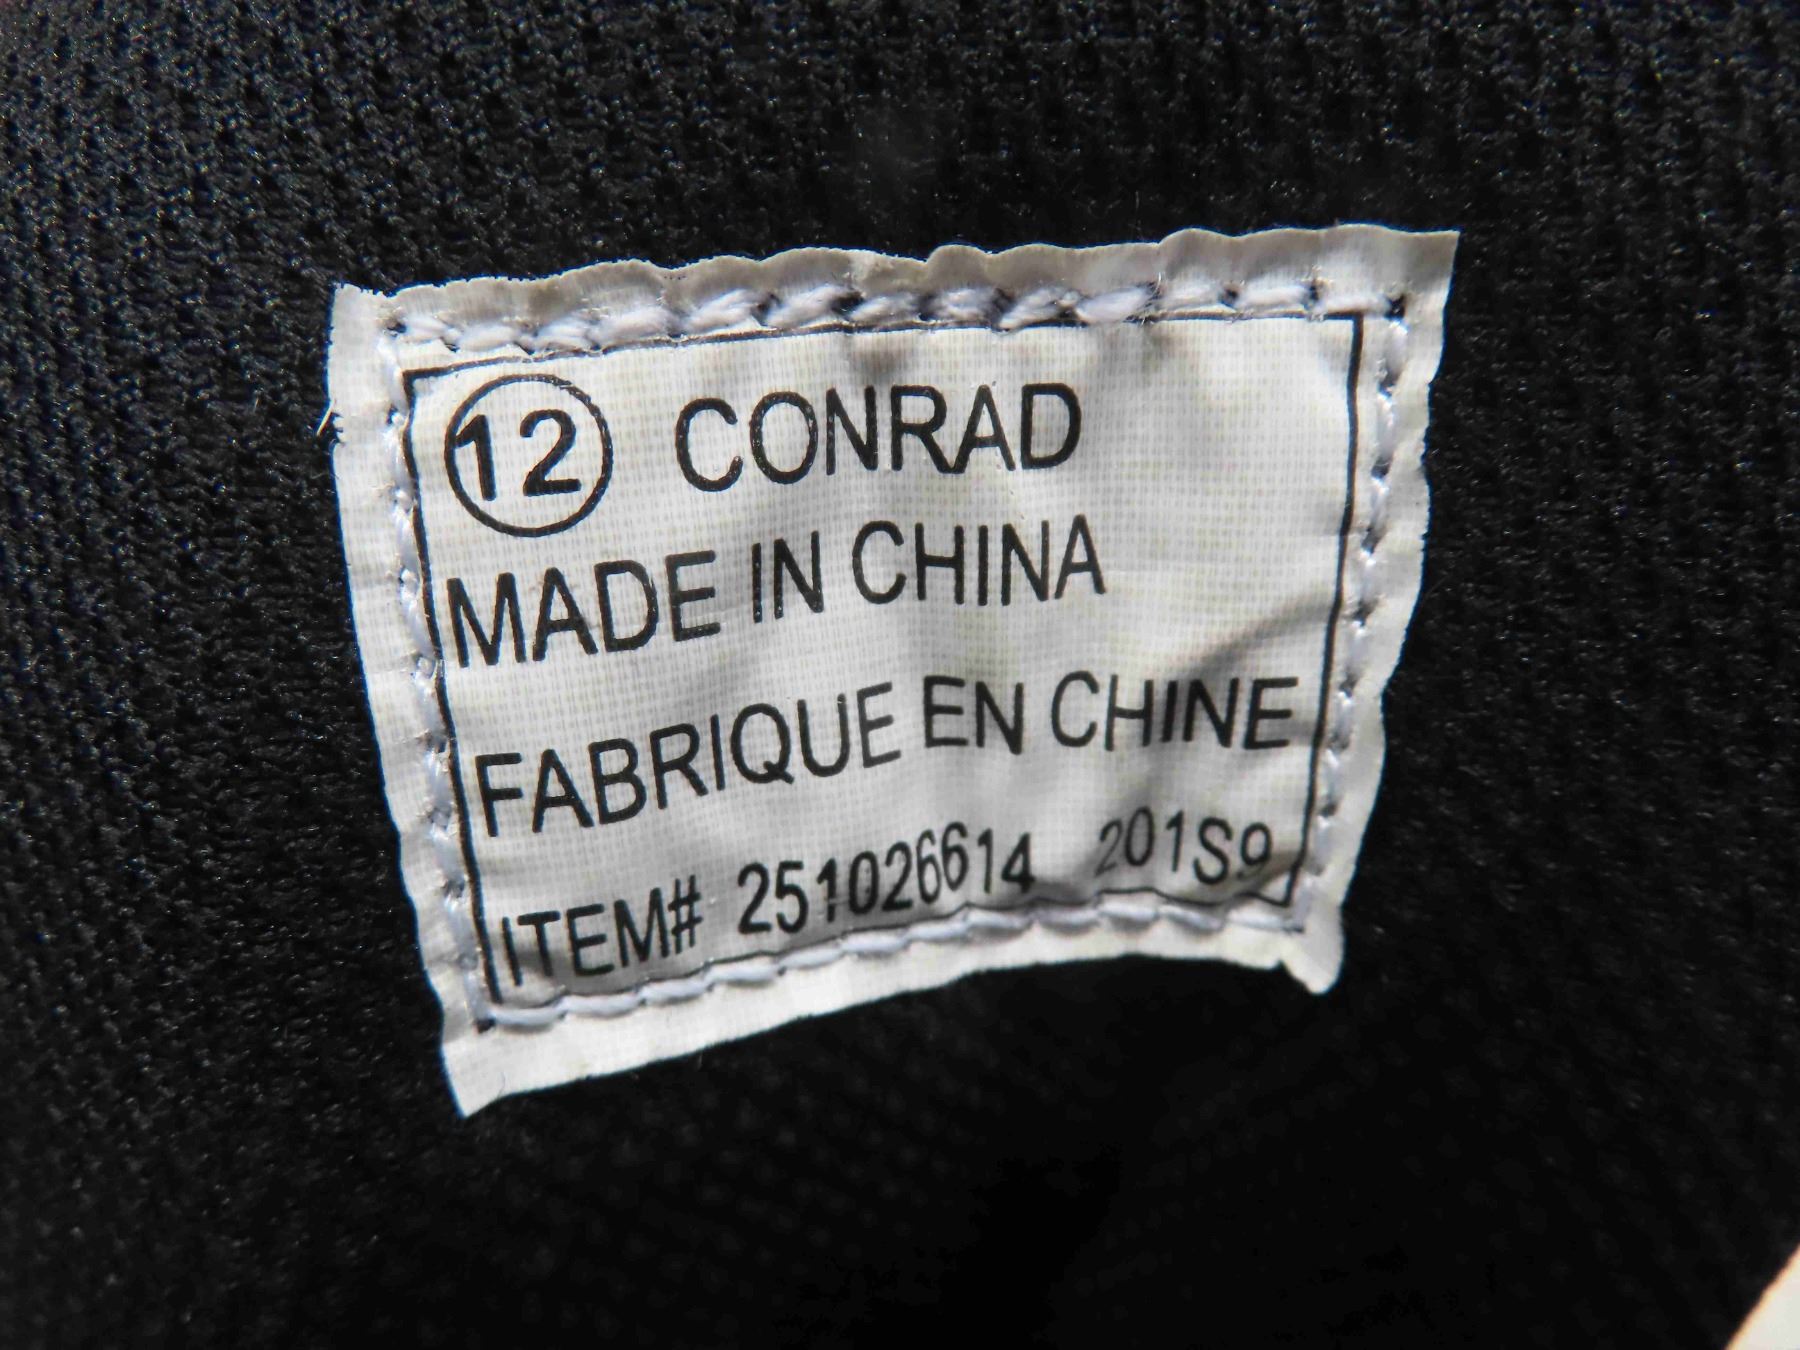 12 CONRAD
MADE IN CHINA
FABRIQUE EN CHINE
ITEM# 251026614 201S9